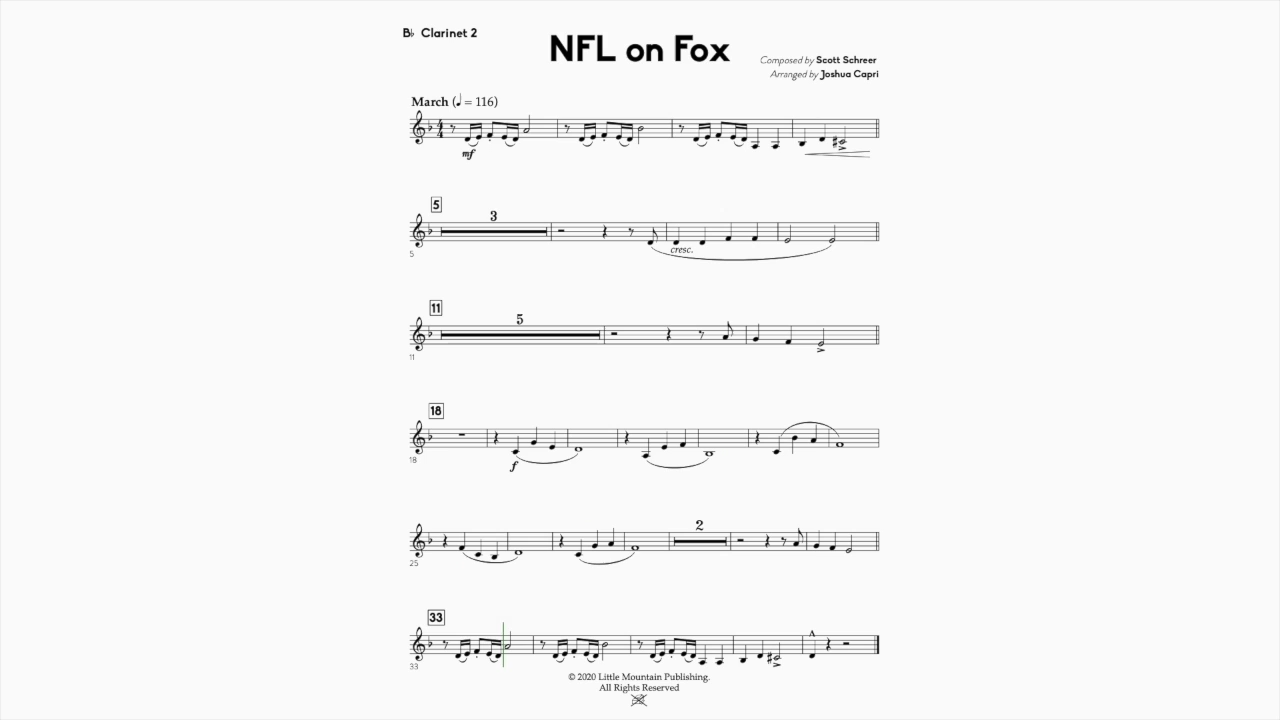 B♭ Clarinet 2
NFL on Fox
Composed by Scott Schreer
Arranged by Joshua Capri
March (♩ = 116)
mf
5
3
5
cresc.
11
5
11
18
18
f
2
25
33
33
© 2020 Little Mountain Publishing.
All Rights Reserved